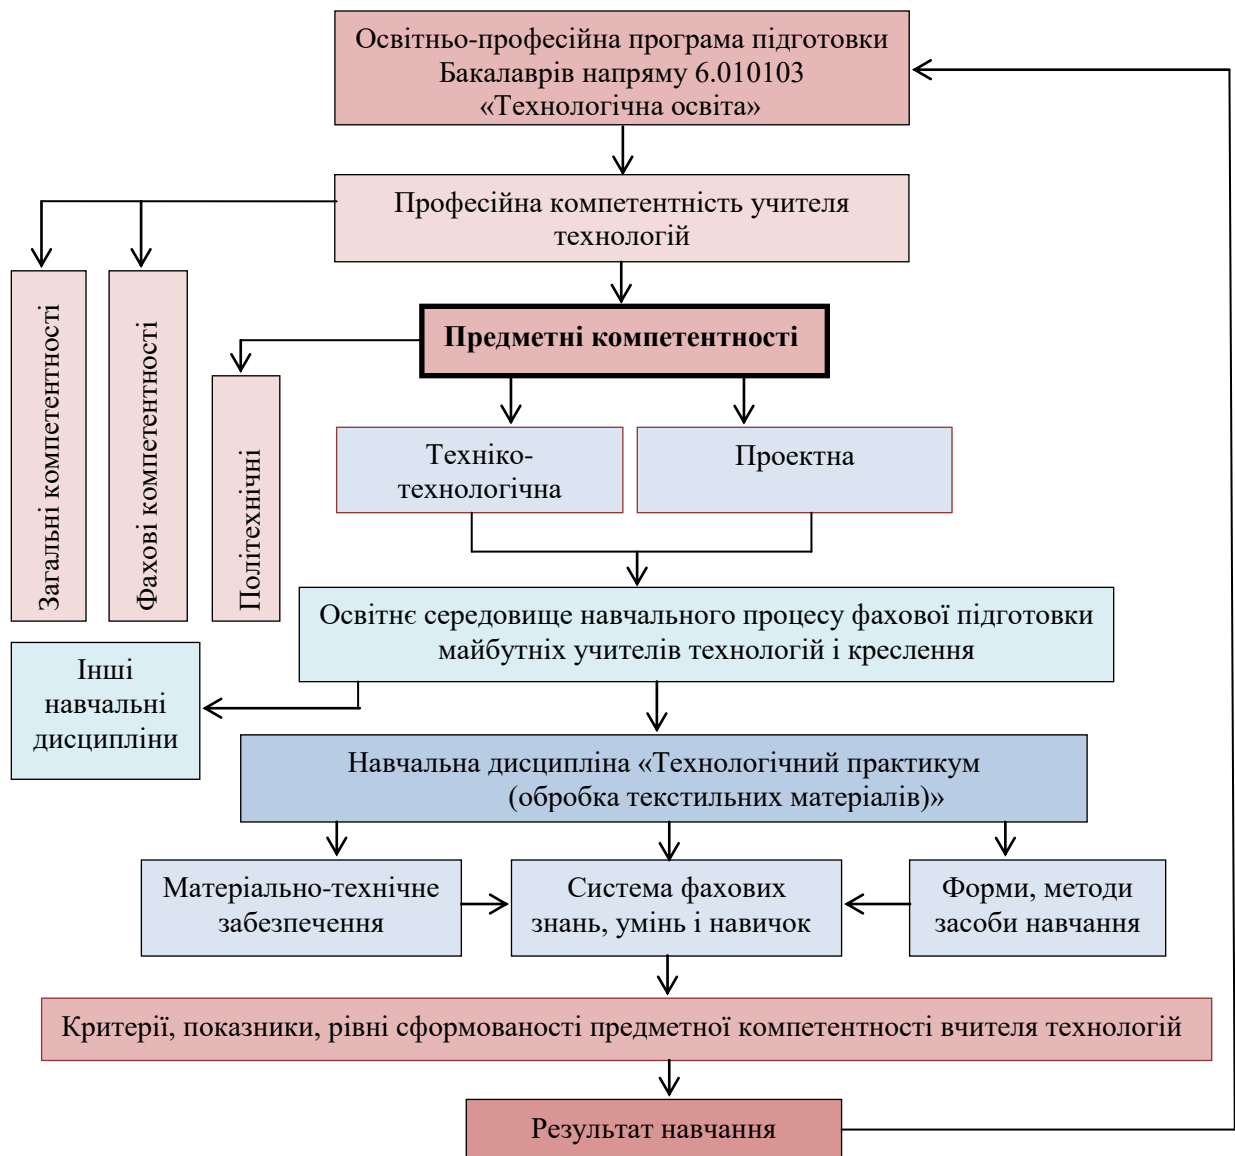 Освітньо-професійна програма підготовки
Бакалаврів напряму 6.010103
«Технологічна освіта»
Професійна компетентність учителя
технологій
Загальні компетентності
Фахові компетентності
Політехнічні
Предметні компетентності
Техніко-
технологічна
Проектна
Освітнє середовище навчального процесу фахової підготовки
майбутніх учителів технологій і креслення
Інші
навчальні
дисципліни
Навчальна дисципліна «Технологічний практикум
(обробка текстильних матеріалів)»
Матеріально-технічне
забезпечення
Система фахових
знань, умінь і навичок
Форми, методи
засоби навчання
Критерії, показники, рівні сформованості предметної компетентності вчителя технологій
Результат навчання